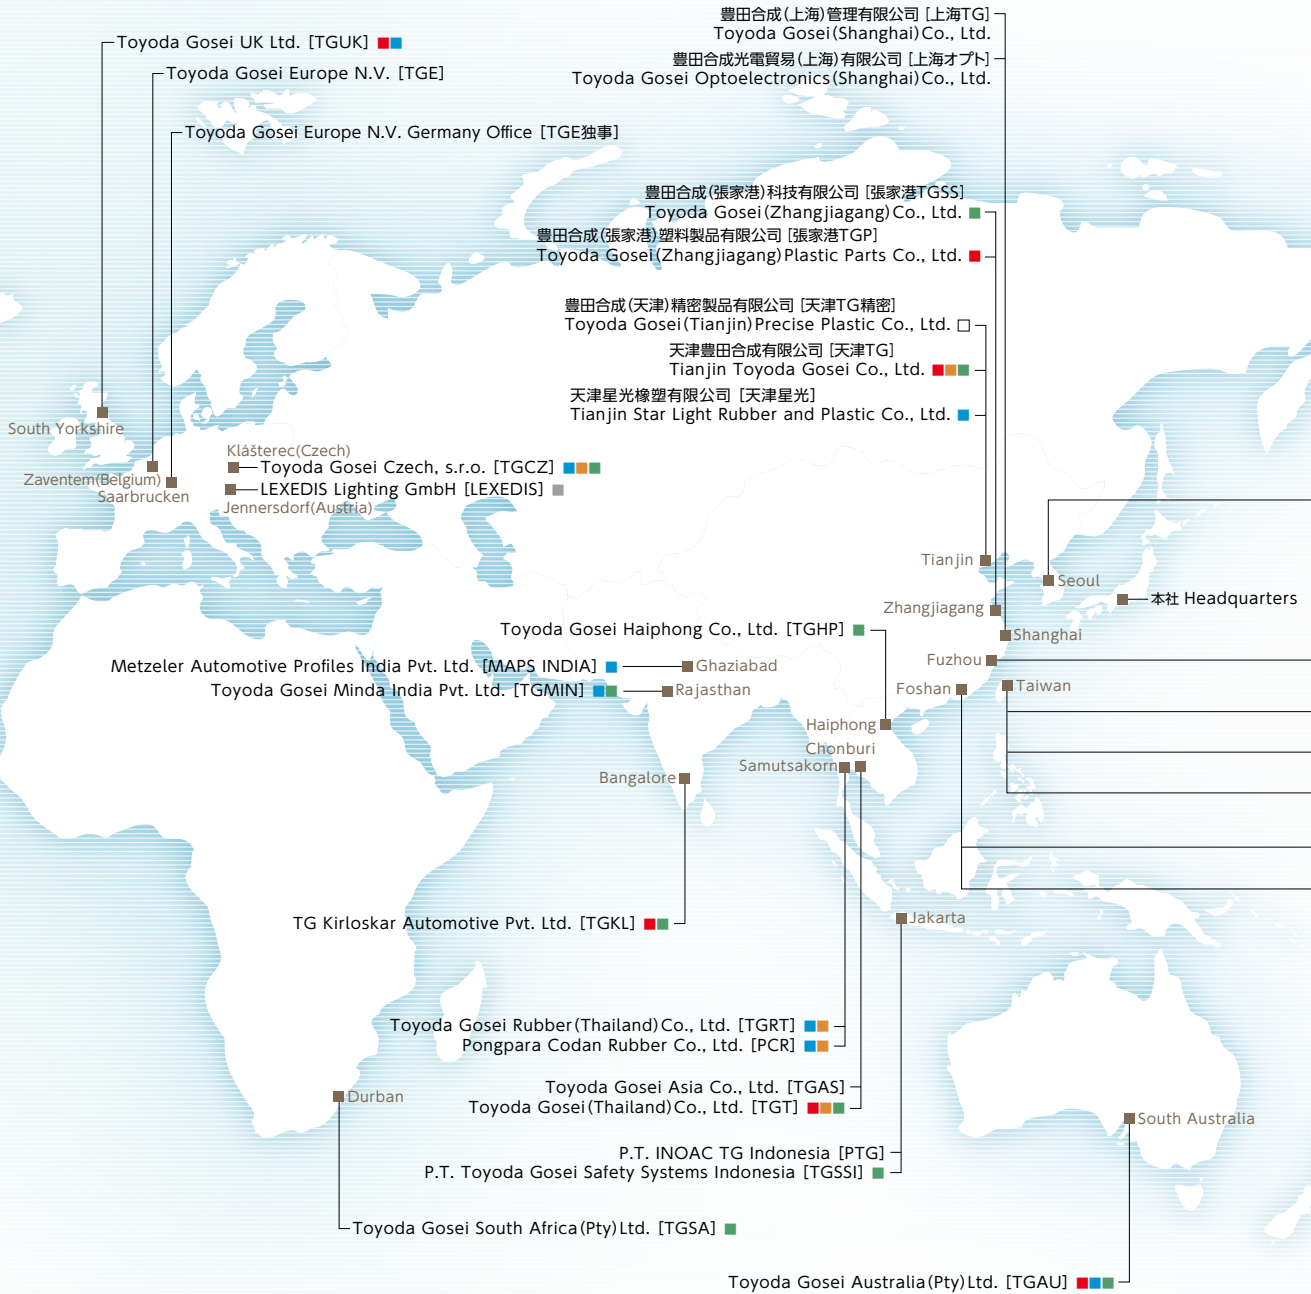 豊田合成(上海)管理有限公司 [上海TG]
Toyoda Gosei(Shanghai)Co., Ltd.
豊田合成光電貿易(上海)有限公司 [上海オプト]
Toyoda Gosei Optoelectronics(Shanghai)Co., Ltd.
Toyoda Gosei UK Ltd. [TGUK]
Toyoda Gosei Europe N.V. [TGE]
Toyoda Gosei Europe N.V. Germany Office [TGE独事]
豊田合成(張家港)科技有限公司 [張家港TGSS]
Toyoda Gosei(Zhangjiagang)Co., Ltd.
豊田合成(張家港)塑料製品有限公司 [張家港TGP]
Toyoda Gosei(Zhangjiagang)Plastic Parts Co., Ltd.
豊田合成(天津)精密製品有限公司 [天津TG精密]
Toyoda Gosei(Tianjin)Precise Plastic Co., Ltd.
天津豊田合成有限公司 [天津TG]
Tianjin Toyoda Gosei Co., Ltd.
天津星光橡塑有限公司 [天津星光]
Tianjin Star Light Rubber and Plastic Co., Ltd.
South Yorkshire
Klášterec(Czech)
Toyoda Gosei Czech, s.r.o. [TGCZ]
Zaventem(Belgium)
Saarbrucken
LEXEDIS Lighting GmbH [LEXEDIS]
Jennersdorf(Austria)
Tianjin
Seoul
本社 Headquarters
Zhangjiagang
Toyoda Gosei Haiphong Co., Ltd. [TGHP]
Shanghai
Metzeler Automotive Profiles India Pvt. Ltd. [MAPS INDIA]
Ghaziabad
Fuzhou
Toyoda Gosei Minda India Pvt. Ltd. [TGMIN]
Rajasthan
Foshan
Taiwan
Haiphong
Chonburi
Samutsakorn
Bangalore
TG Kirloskar Automotive Pvt. Ltd. [TGKL]
Jakarta
Toyoda Gosei Rubber(Thailand)Co., Ltd. [TGRT]
Pongpara Codan Rubber Co., Ltd. [PCR]
Toyoda Gosei Asia Co., Ltd. [TGAS]
Toyoda Gosei(Thailand)Co., Ltd. [TGT]
Durban
South Australia
P.T. INOAC TG Indonesia [PTG]
P.T. Toyoda Gosei Safety Systems Indonesia [TGSSI]
Toyoda Gosei South Africa(Pty)Ltd. [TGSA]
Toyoda Gosei Australia(Pty)Ltd. [TGAU]